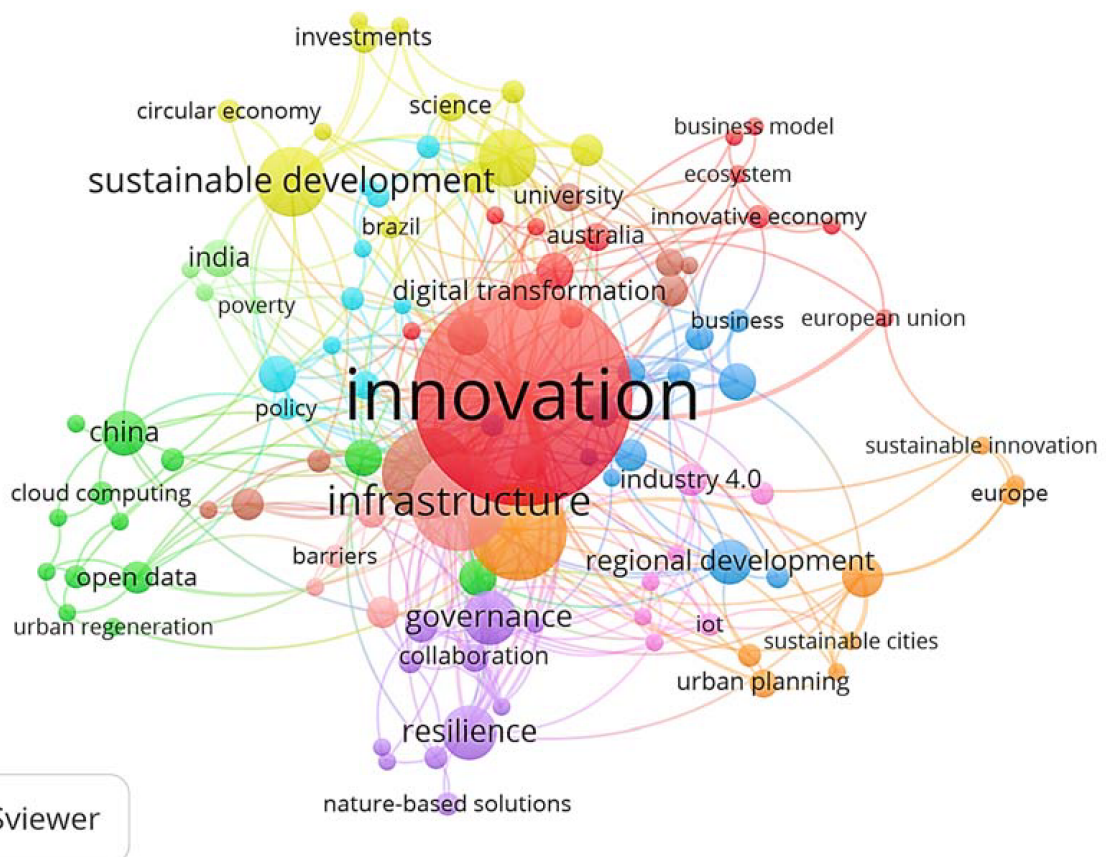 investments
circular economy
science
business model
ecosystem
sustainable development
university
innovative economy
brazil
australia
india
digital transformation
poverty
business
european union
innovation
policy
china
sustainable innovation
industry 4.0
cloud computing
europe
infrastructure
barriers
regional development
open data
governance
iot
urban regeneration
sustainable cities
collaboration
urban planning
resilience
nature-based solutions
Sviewer